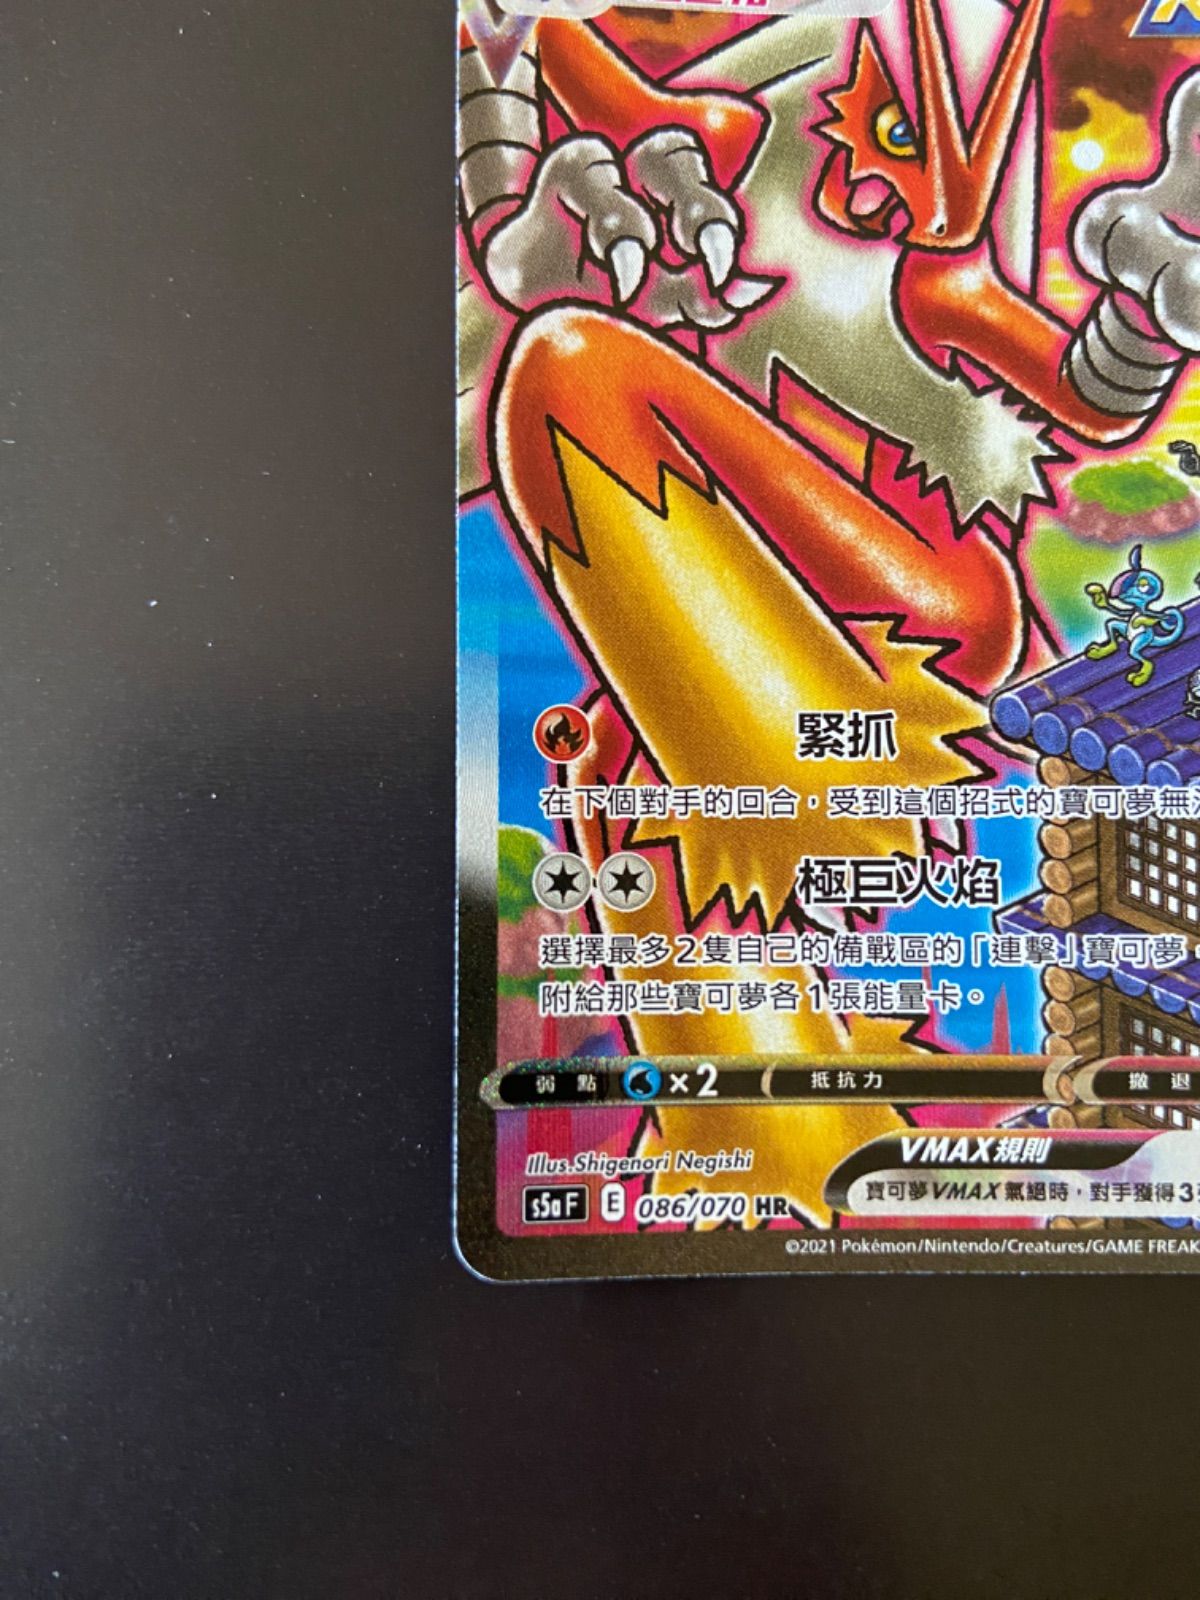 緊抓
在下個對手的回合，受到這個招式的寶可夢無
極巨火焰
選擇最多2隻自己的備戰區的「連擊」寶可夢，
附給那些寶可夢各1張能量卡。
弱點 ×2 抵抗力 撤退
VMAX規則
寶可夢VMAX氣絕時，對手獲得3
Illus.Shigenori Negishi
s5a F E 086/070 HR
©2021 Pokémon/Nintendo/Creatures/GAME FREAK